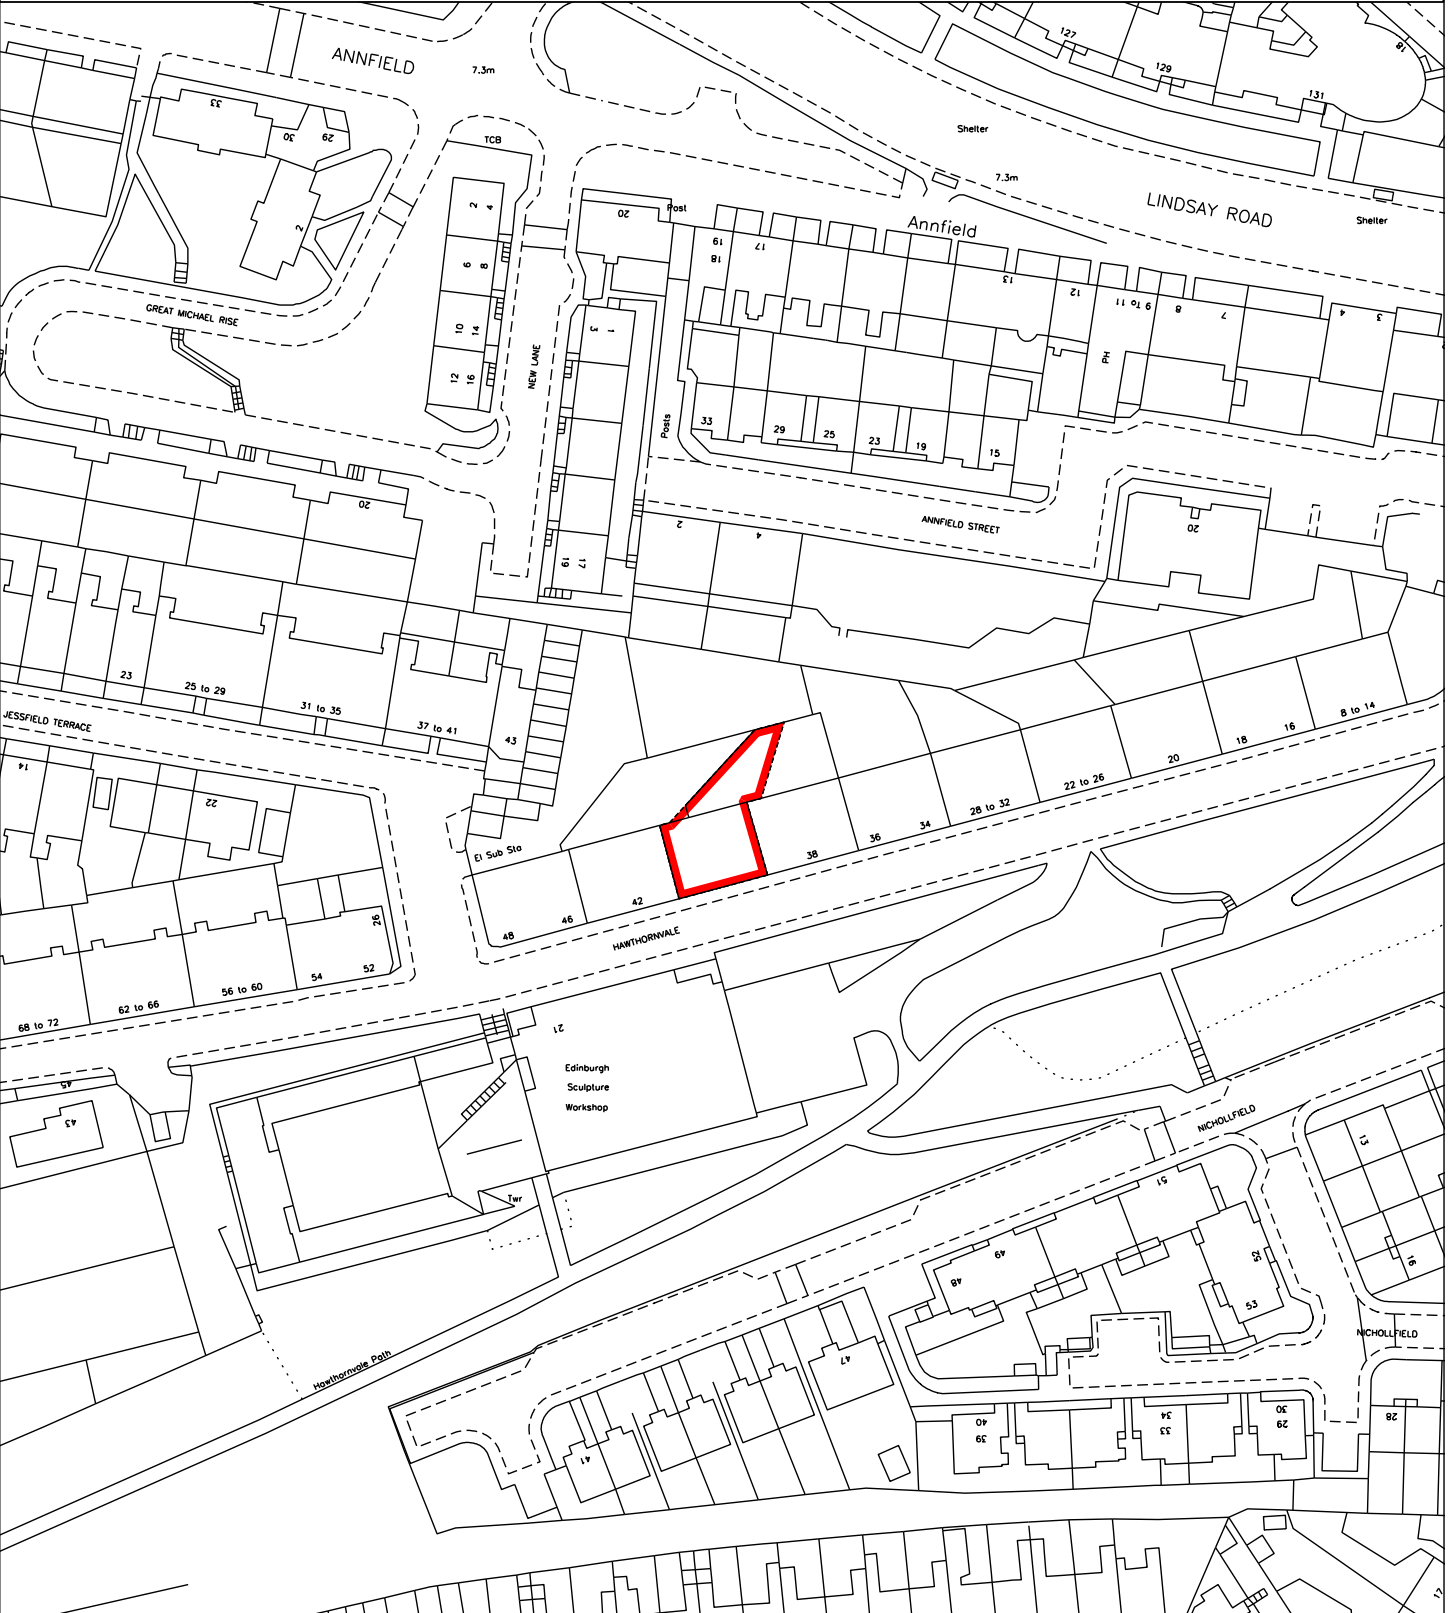 ANNFIELD
7.3m
127
129
131
18
Shelter
7.3m
LINDSAY ROAD
Shelter
33
30
29
2
TCB
2 4
6 8
10 14
12 16
NEW LANE
GREAT MICHAEL RISE
20
Post
Annfield
19
18
17
13
12
9 To 11
8
7
4
3
PH
3 1
Posts
33
29
25
23
19
15
ANNFIELD STREET
20
20
2
4
19 17
23
25 to 29
31 to 35
37 to 41
43
JESSFIELD TERRACE
14
22
El Sub Sta
48
46
42
38
36
34
28 to 32
22 to 26
20
18
16
8 to 14
HAWTHORNVALE
26
52
54
56 to 60
62 to 66
68 to 72
21
Edinburgh
Sculpture
Workshop
45
43
Twr
Hawthornvale Path
NICHOLLFIELD
13
16
51
49
48
52
53
NICHOLLFIELD
47
41
40
39
34
33
30
29
28
17